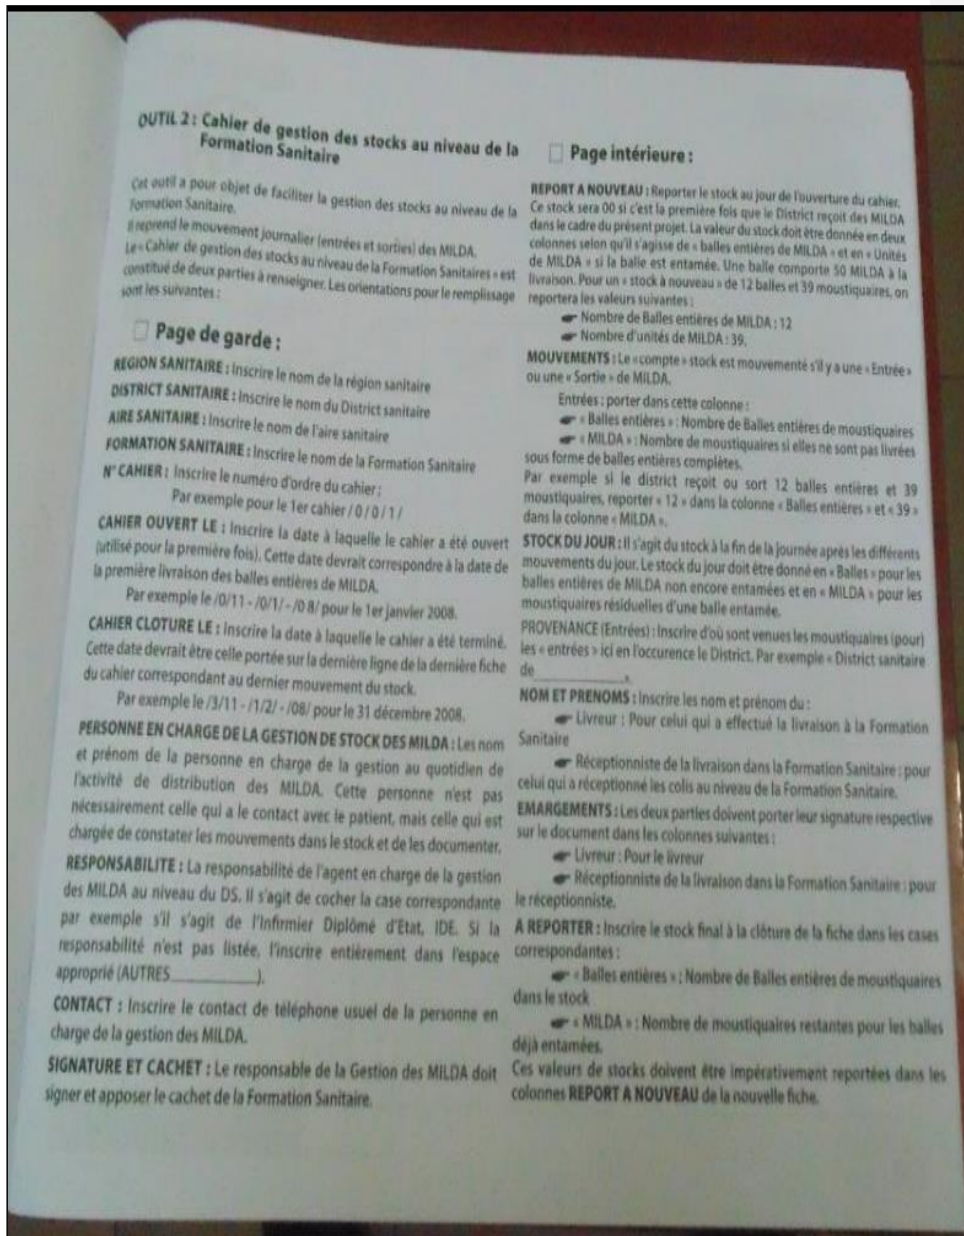 OUTIL 2 : Cahier de gestion des stocks au niveau de la
Formation Sanitaire
Cet outil a pour objet de faciliter la gestion des stocks au niveau de la
Formation Sanitaire.
Il reprend le mouvement journalier (entrées et sorties) des MILDA.
Le « Cahier de gestion des stocks au niveau de la Formation Sanitaires » est
constitué de deux parties à renseigner. Les orientations pour le remplissage
sont les suivantes :
Page de garde :
REGION SANITAIRE : Inscrire le nom de la région sanitaire
DISTRICT SANITAIRE : Inscrire le nom du District sanitaire
AIRE SANITAIRE : Inscrire le nom de l'aire sanitaire
FORMATION SANITAIRE : Inscrire le nom de la Formation Sanitaire
N° CAHIER : Inscrire le numéro d'ordre du cahier ;
Par exemple pour le 1er cahier / 0 / 0 / 1 /
CAHIER OUVERT LE : Inscrire la date à laquelle le cahier a été ouvert
(utilisé pour la première fois). Cette date devrait correspondre à la date de
la première livraison des balles entières de MILDA.
Par exemple le /0/11 - /0/1/ - /0 8/ pour le 1er janvier 2008.
CAHIER CLOTURE LE : Inscrire la date à laquelle le cahier a été terminé.
Cette date devrait être celle portée sur la dernière ligne de la dernière fiche
du cahier correspondant au dernier mouvement du stock.
Par exemple le /3/11 - /1/2/ - /08/ pour le 31 décembre 2008.
PERSONNE EN CHARGE DE LA GESTION DE STOCK DES MILDA : Les nom
et prénom de la personne en charge de la gestion au quotidien de
l'activité de distribution des MILDA. Cette personne n'est pas
nécessairement celle qui a le contact avec le patient, mais celle qui est
chargée de constater les mouvements dans le stock et de les documenter.
RESPONSABILITE : La responsabilité de l'agent en charge de la gestion
des MILDA au niveau du DS. Il s'agit de cocher la case correspondante
par exemple s'il s'agit de l'Infirmier Diplômé d'Etat, IDE. Si la
responsabilité n'est pas listée, l'inscrire entièrement dans l'espace
approprié (AUTRES____________).
CONTACT : Inscrire le contact de téléphone usuel de la personne en
charge de la gestion des MILDA.
SIGNATURE ET CACHET : Le responsable de la Gestion des MILDA doit
signer et apposer le cachet de la Formation Sanitaire.
Page intérieure :
REPORT A NOUVEAU : Reporter le stock au jour de l'ouverture du cahier,
Ce stock sera 00 si c'est la première fois que le District reçoit des MILDA
dans le cadre du présent projet. La valeur du stock doit être donnée en deux
colonnes selon qu'il s'agisse de « balles entières de MILDA » et en « Unités
de MILDA » si la balle est entamée. Une balle comporte 50 MILDA à la
livraison. Pour un « stock à nouveau » de 12 balles et 39 moustiquaires, on
reportera les valeurs suivantes :
☛ Nombre de Balles entières de MILDA : 12
☛ Nombre d'unités de MILDA : 39.
MOUVEMENTS : Le «compte» stock est mouvementé s'il y a une « Entrée »
ou une « Sortie » de MILDA.
Entrées : porter dans cette colonne :
☛ « Balles entières » : Nombre de Balles entières de moustiquaires
☛ « MILDA » : Nombre de moustiquaires si elles ne sont pas livrées
sous forme de balles entières complètes.
Par exemple si le district reçoit ou sort 12 balles entières et 39
moustiquaires, reporter « 12 » dans la colonne « Balles entières » et « 39 »
dans la colonne « MILDA ».
STOCK DU JOUR : Il s'agit du stock à la fin de la journée après les différents
mouvements du jour. Le stock du jour doit être donné en « Balles » pour les
balles entières de MILDA non encore entamées et en « MILDA » pour les
moustiquaires résiduelles d'une balle entamée.
PROVENANCE (Entrées) : Inscrire d'où sont venues les moustiquaires (pour)
les « entrées » ici en l'occurence le District. Par exemple « District sanitaire
de____________ ».
NOM ET PRENOMS : Inscrire les nom et prénom du :
☛ Livreur : Pour celui qui a effectué la livraison à la Formation
Sanitaire
☛ Réceptionniste de la livraison dans la Formation Sanitaire : pour
celui qui a réceptionné les colis au niveau de la Formation Sanitaire.
EMARGEMENTS : Les deux parties doivent porter leur signature respective
sur le document dans les colonnes suivantes :
☛ Livreur : Pour le livreur
☛ Réceptionniste de la livraison dans la Formation Sanitaire : pour
le réceptionniste.
A REPORTER : Inscrire le stock final à la clôture de la fiche dans les cases
correspondantes :
☛ « Balles entières » : Nombre de Balles entières de moustiquaires
dans le stock
☛ « MILDA » : Nombre de moustiquaires restantes pour les balles
déjà entamées.
Ces valeurs de stocks doivent être impérativement reportées dans les
colonnes REPORT A NOUVEAU de la nouvelle fiche.